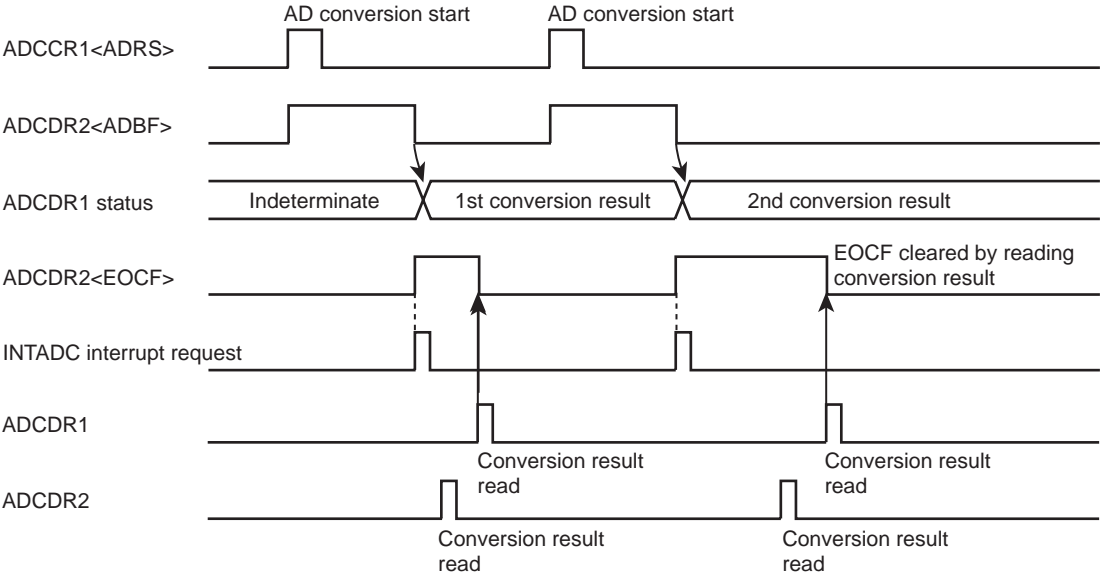 AD conversion start
AD conversion start
ADCCR1<ADRS>
ADCDR2<ADBF>
ADCDR1 status
Indeterminate
1st conversion result
2nd conversion result
EOCF cleared by reading
conversion result
ADCDR2<EOCF>
INTADC interrupt request
ADCDR1
Conversion result
read
Conversion result
read
ADCDR2
Conversion result
read
Conversion result
read